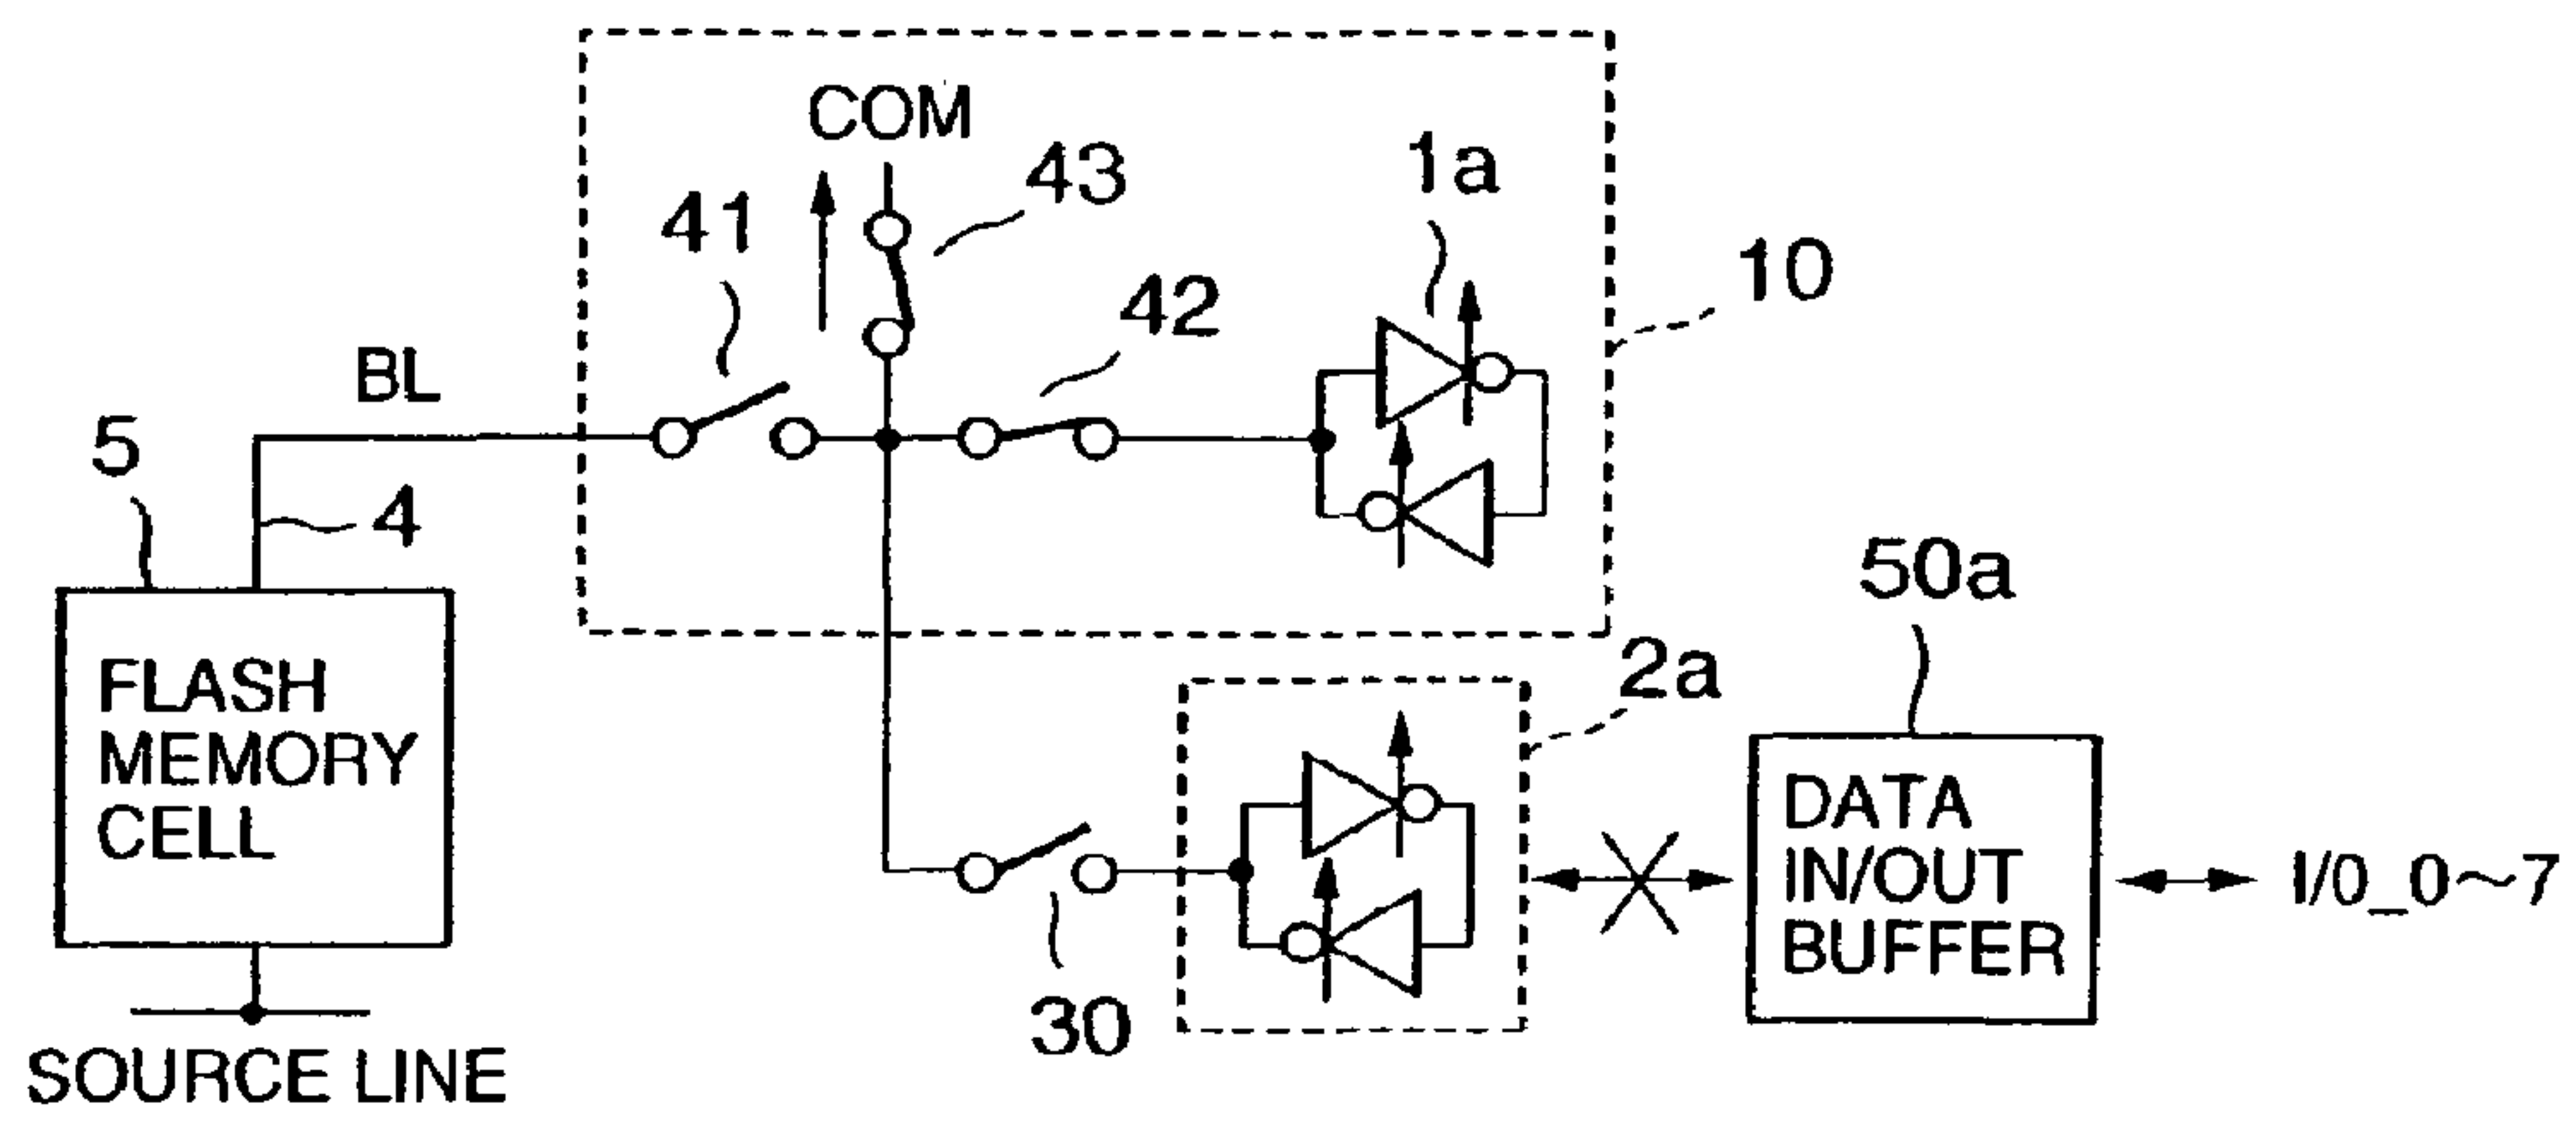 COM
43
41
1a
10
42
BL
5
4
50a
FLASH
MEMORY
CELL
2a
DATA
IN/OUT
BUFFER
I/0_0~7
30
SOURCE LINE